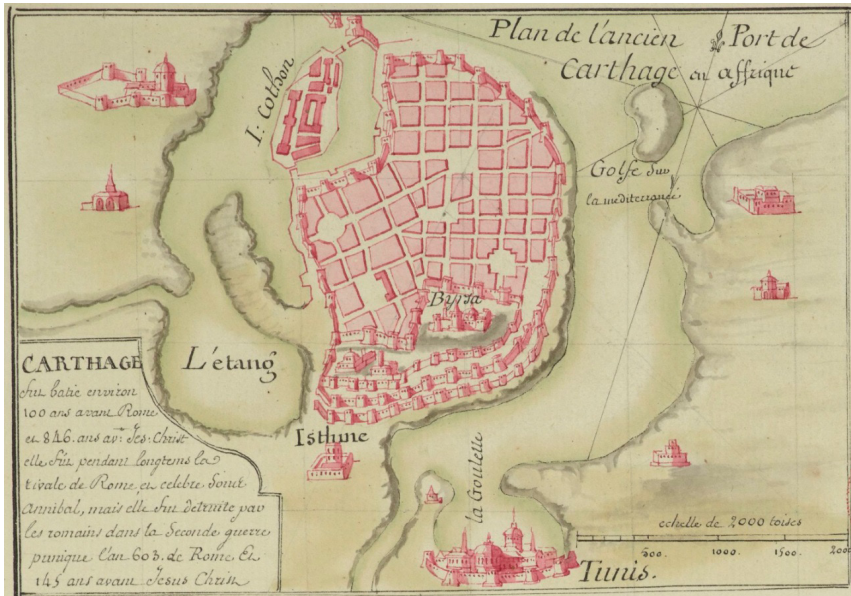 Plan de l'ancien Port de
Carthage en affrique
I: Cothon
Golfe sur
la mediterranée
Byrsa
L'etang
Isthme
la Goulette
Tunis.
echelle de 2000 toises
500. 1000. 1500. 2000
CARTHAGE
fut batie environ
100 ans avant Rome
et 846. ans avt. Jes: Christ
elle fut pendant longtems la
rivale de Rome, et celebre sous
annibal, mais elle fut detruite par
les romains dans la Seconde guerre
punique l'an 603. de Rome Et
145 ans avant Jesus Christ